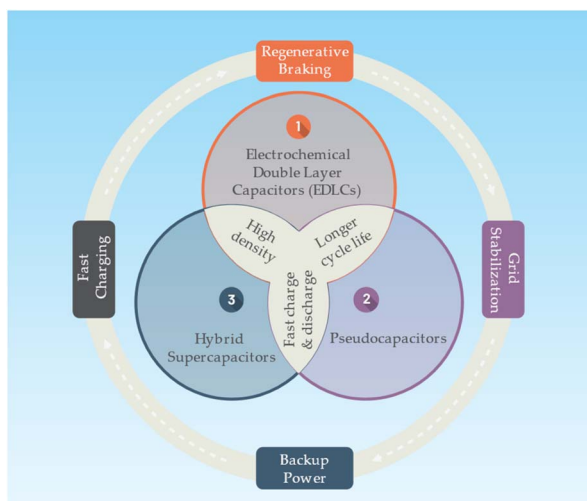 Regenerative
Braking
1
Electrochemical
Double Layer
Capacitors (EDLCs)
High
density
Longer
cycle life
Fast
Charging
Grid
Stabilization
3
Fast charge
& discharge
2
Hybrid
Supercapacitors
Pseudocapacitors
Backup
Power